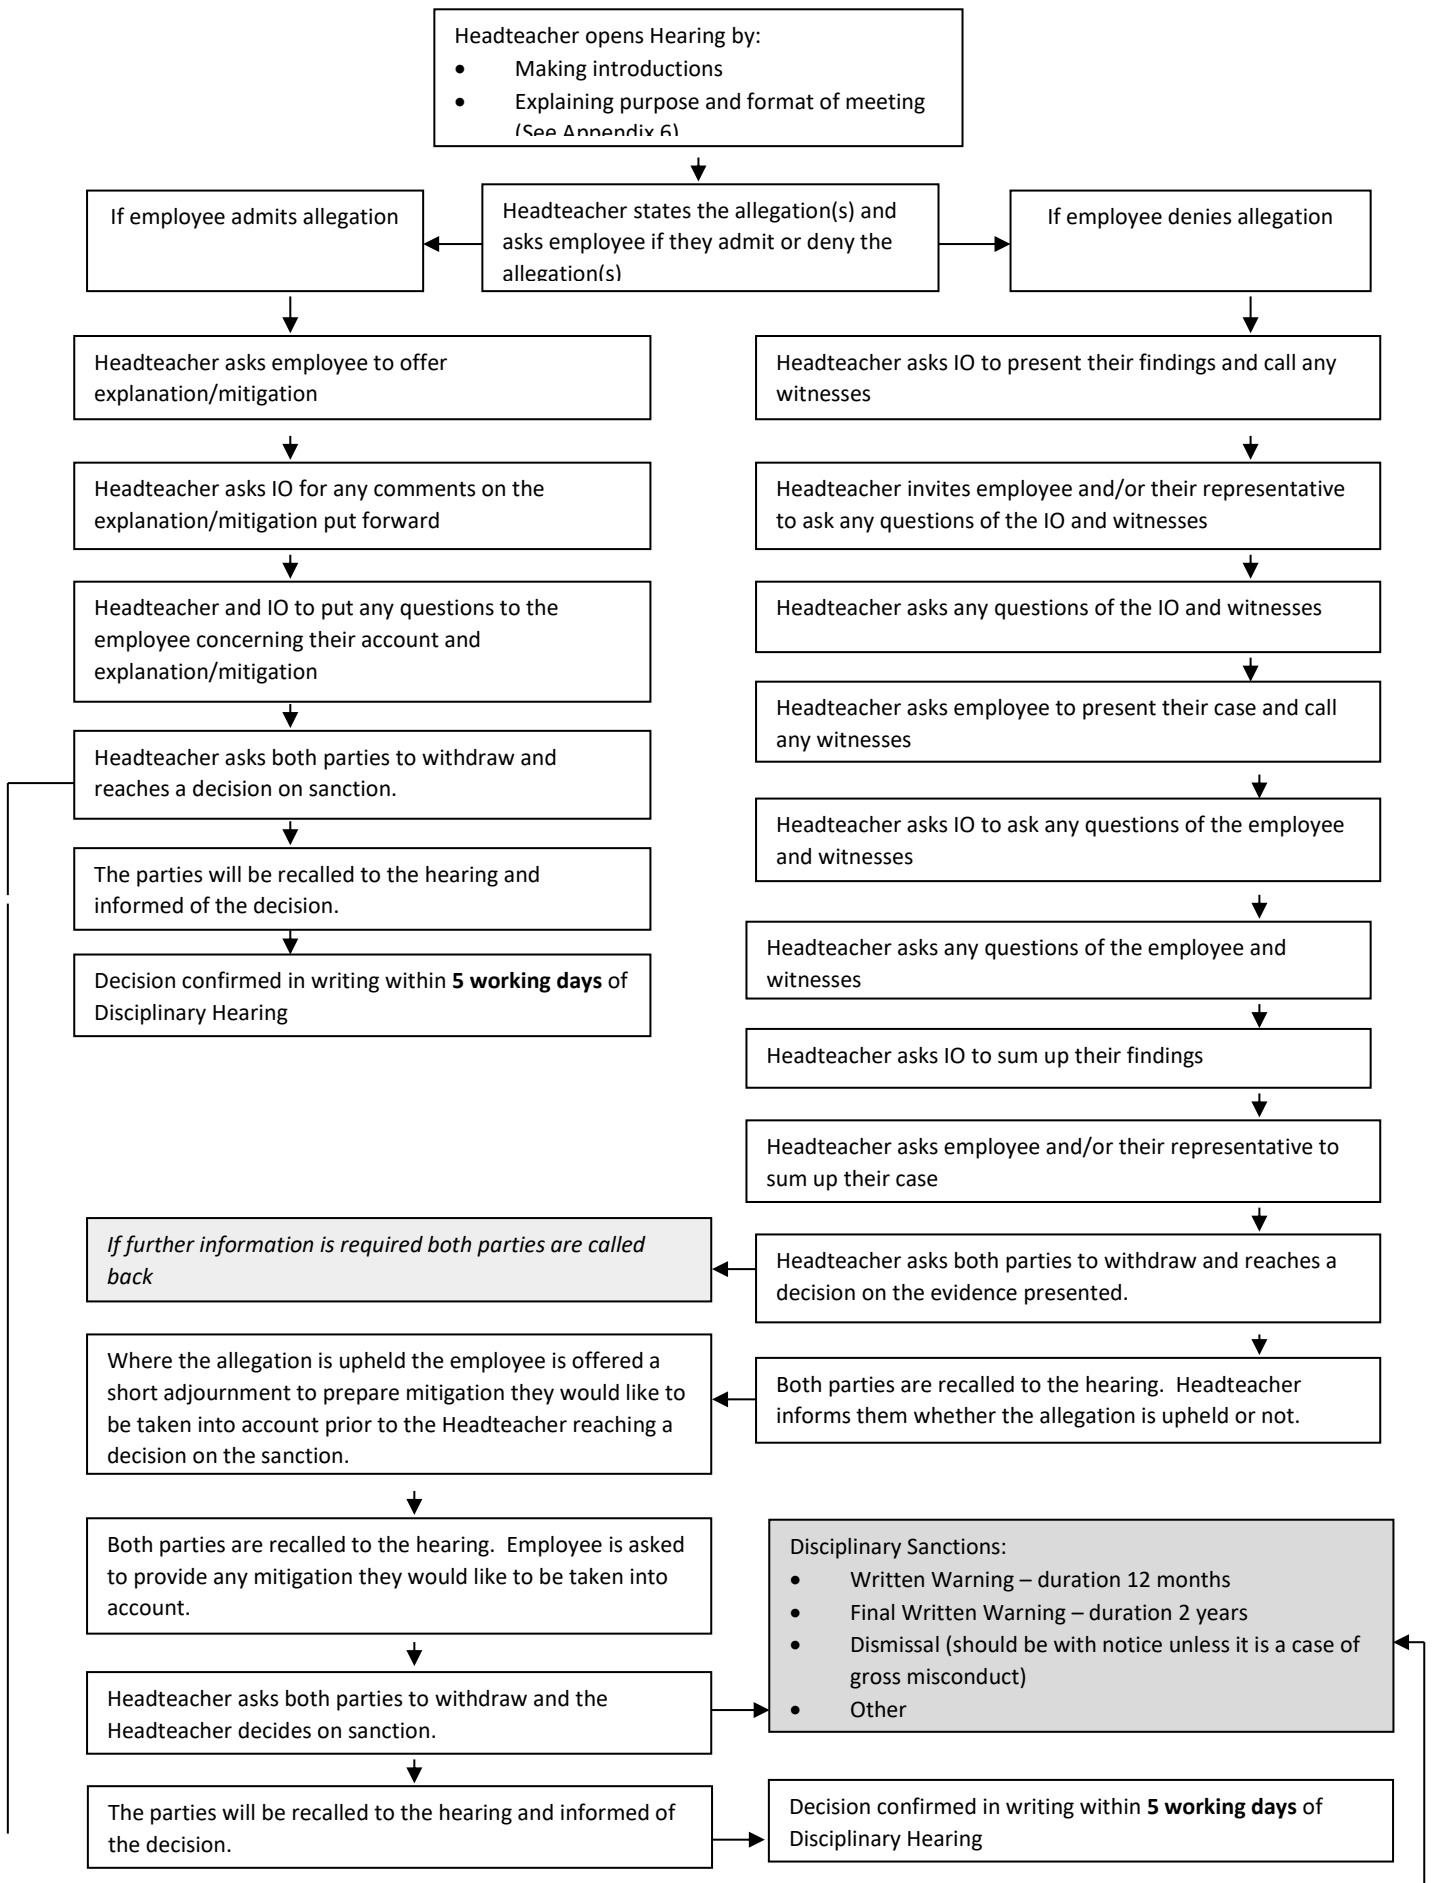 Headteacher opens Hearing by:
• Making introductions
• Explaining purpose and format of meeting
(See Appendix 6)
If employee admits allegation
Headteacher states the allegation(s) and
asks employee if they admit or deny the
allegation(s)
If employee denies allegation
Headteacher asks employee to offer
explanation/mitigation
Headteacher asks IO for any comments on the
explanation/mitigation put forward
Headteacher and IO to put any questions to the
employee concerning their account and
explanation/mitigation
Headteacher asks both parties to withdraw and
reaches a decision on sanction.
The parties will be recalled to the hearing and
informed of the decision.
Decision confirmed in writing within 5 working days of
Disciplinary Hearing
Headteacher asks IO to present their findings and call any
witnesses
Headteacher invites employee and/or their representative
to ask any questions of the IO and witnesses
Headteacher asks any questions of the IO and witnesses
Headteacher asks employee to present their case and call
any witnesses
Headteacher asks IO to ask any questions of the employee
and witnesses
Headteacher asks any questions of the employee and
witnesses
Headteacher asks IO to sum up their findings
Headteacher asks employee and/or their representative to
sum up their case
Headteacher asks both parties to withdraw and reaches a
decision on the evidence presented.
If further information is required both parties are called
back
Both parties are recalled to the hearing.  Headteacher
informs them whether the allegation is upheld or not.
Where the allegation is upheld the employee is offered a
short adjournment to prepare mitigation they would like to
be taken into account prior to the Headteacher reaching a
decision on the sanction.
Both parties are recalled to the hearing.  Employee is asked
to provide any mitigation they would like to be taken into
account.
Headteacher asks both parties to withdraw and the
Headteacher decides on sanction.
Disciplinary Sanctions:
• Written Warning – duration 12 months
• Final Written Warning – duration 2 years
• Dismissal (should be with notice unless it is a case of
gross misconduct)
• Other
The parties will be recalled to the hearing and informed of
the decision.
Decision confirmed in writing within 5 working days of
Disciplinary Hearing